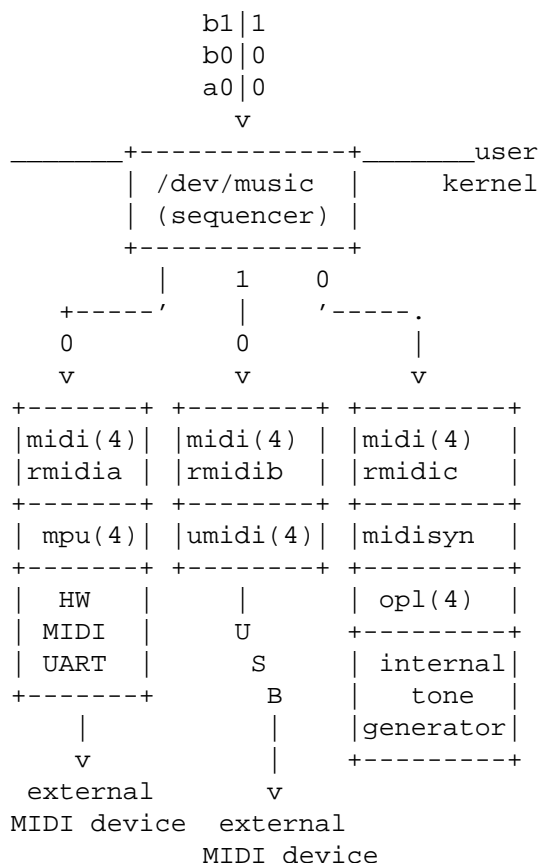 b1|1
b0|0
a0|0
v
_______+-------------+_______user
| /dev/music | kernel
| (sequencer) |
+-------------+
| 1 0
+-----’ | ’-----.
0 0 |
v v v
+-------+ +--------+ +---------+
|midi(4)| |midi(4) | |midi(4) |
|rmidia | |rmidib | |rmidic |
+-------+ +--------+ +---------+
| mpu(4)| |umidi(4)| |midisyn |
+-------+ +--------+ +---------+
| HW | | | opl(4) |
| MIDI | U +---------+
| UART | S | internal|
+-------+ B | tone |
| | |generator|
v | +---------+
external v
MIDI device external
MIDI device